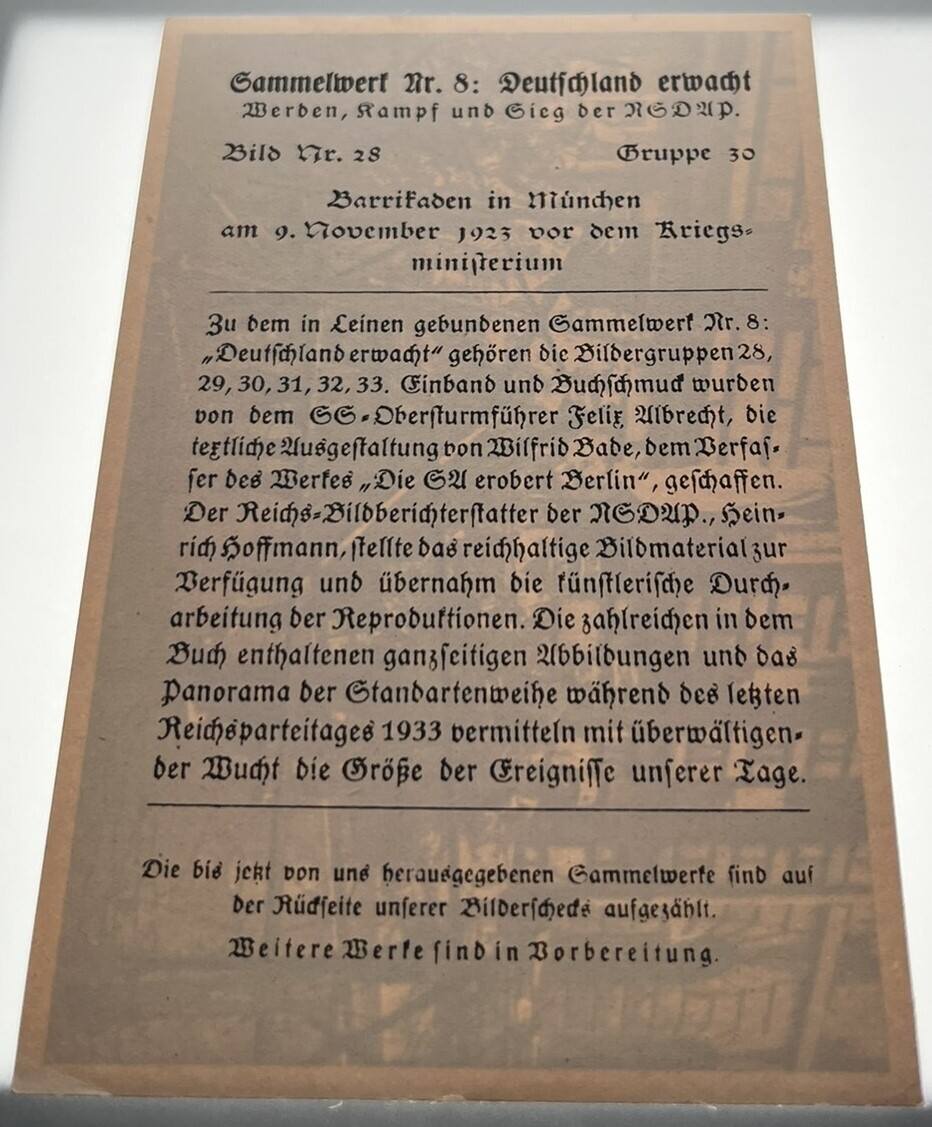 Sammelwerk Nr. 8: Deutschland erwacht
Werden, Kampf und Sieg der NSDAP.
Bild Nr. 28 Gruppe 30
Barrikaden in München
am 9. November 1923 vor dem Kriegs-
ministerium
Zu dem in Leinen gebundenen Sammelwerk Nr. 8:
„Deutschland erwacht“ gehören die Bildergruppen 28,
29, 30, 31, 32, 33. Einband und Buchschmuck wurden
von dem SS-Obersturmführer Felix Albrecht, die
textliche Ausgestaltung von Wilfrid Bade, dem Verfas-
ser des Werkes „Die SA erobert Berlin“, geschaffen.
Der Reichs-Bildberichterstatter der NSDAP., Hein-
rich Hoffmann, stellte das reichhaltige Bildmaterial zur
Verfügung und übernahm die künstlerische Durch-
arbeitung der Reproduktionen. Die zahlreichen in dem
Buch enthaltenen ganzseitigen Abbildungen und das
Panorama der Standartenweihe während des letzten
Reichsparteitages 1933 vermitteln mit überwältigen-
der Wucht die Größe der Ereignisse unserer Tage.
Die bis jetzt von uns herausgegebenen Sammelwerke sind auf
der Rückseite unserer Bilderschecks aufgezählt.
Weitere Werke sind in Vorbereitung.